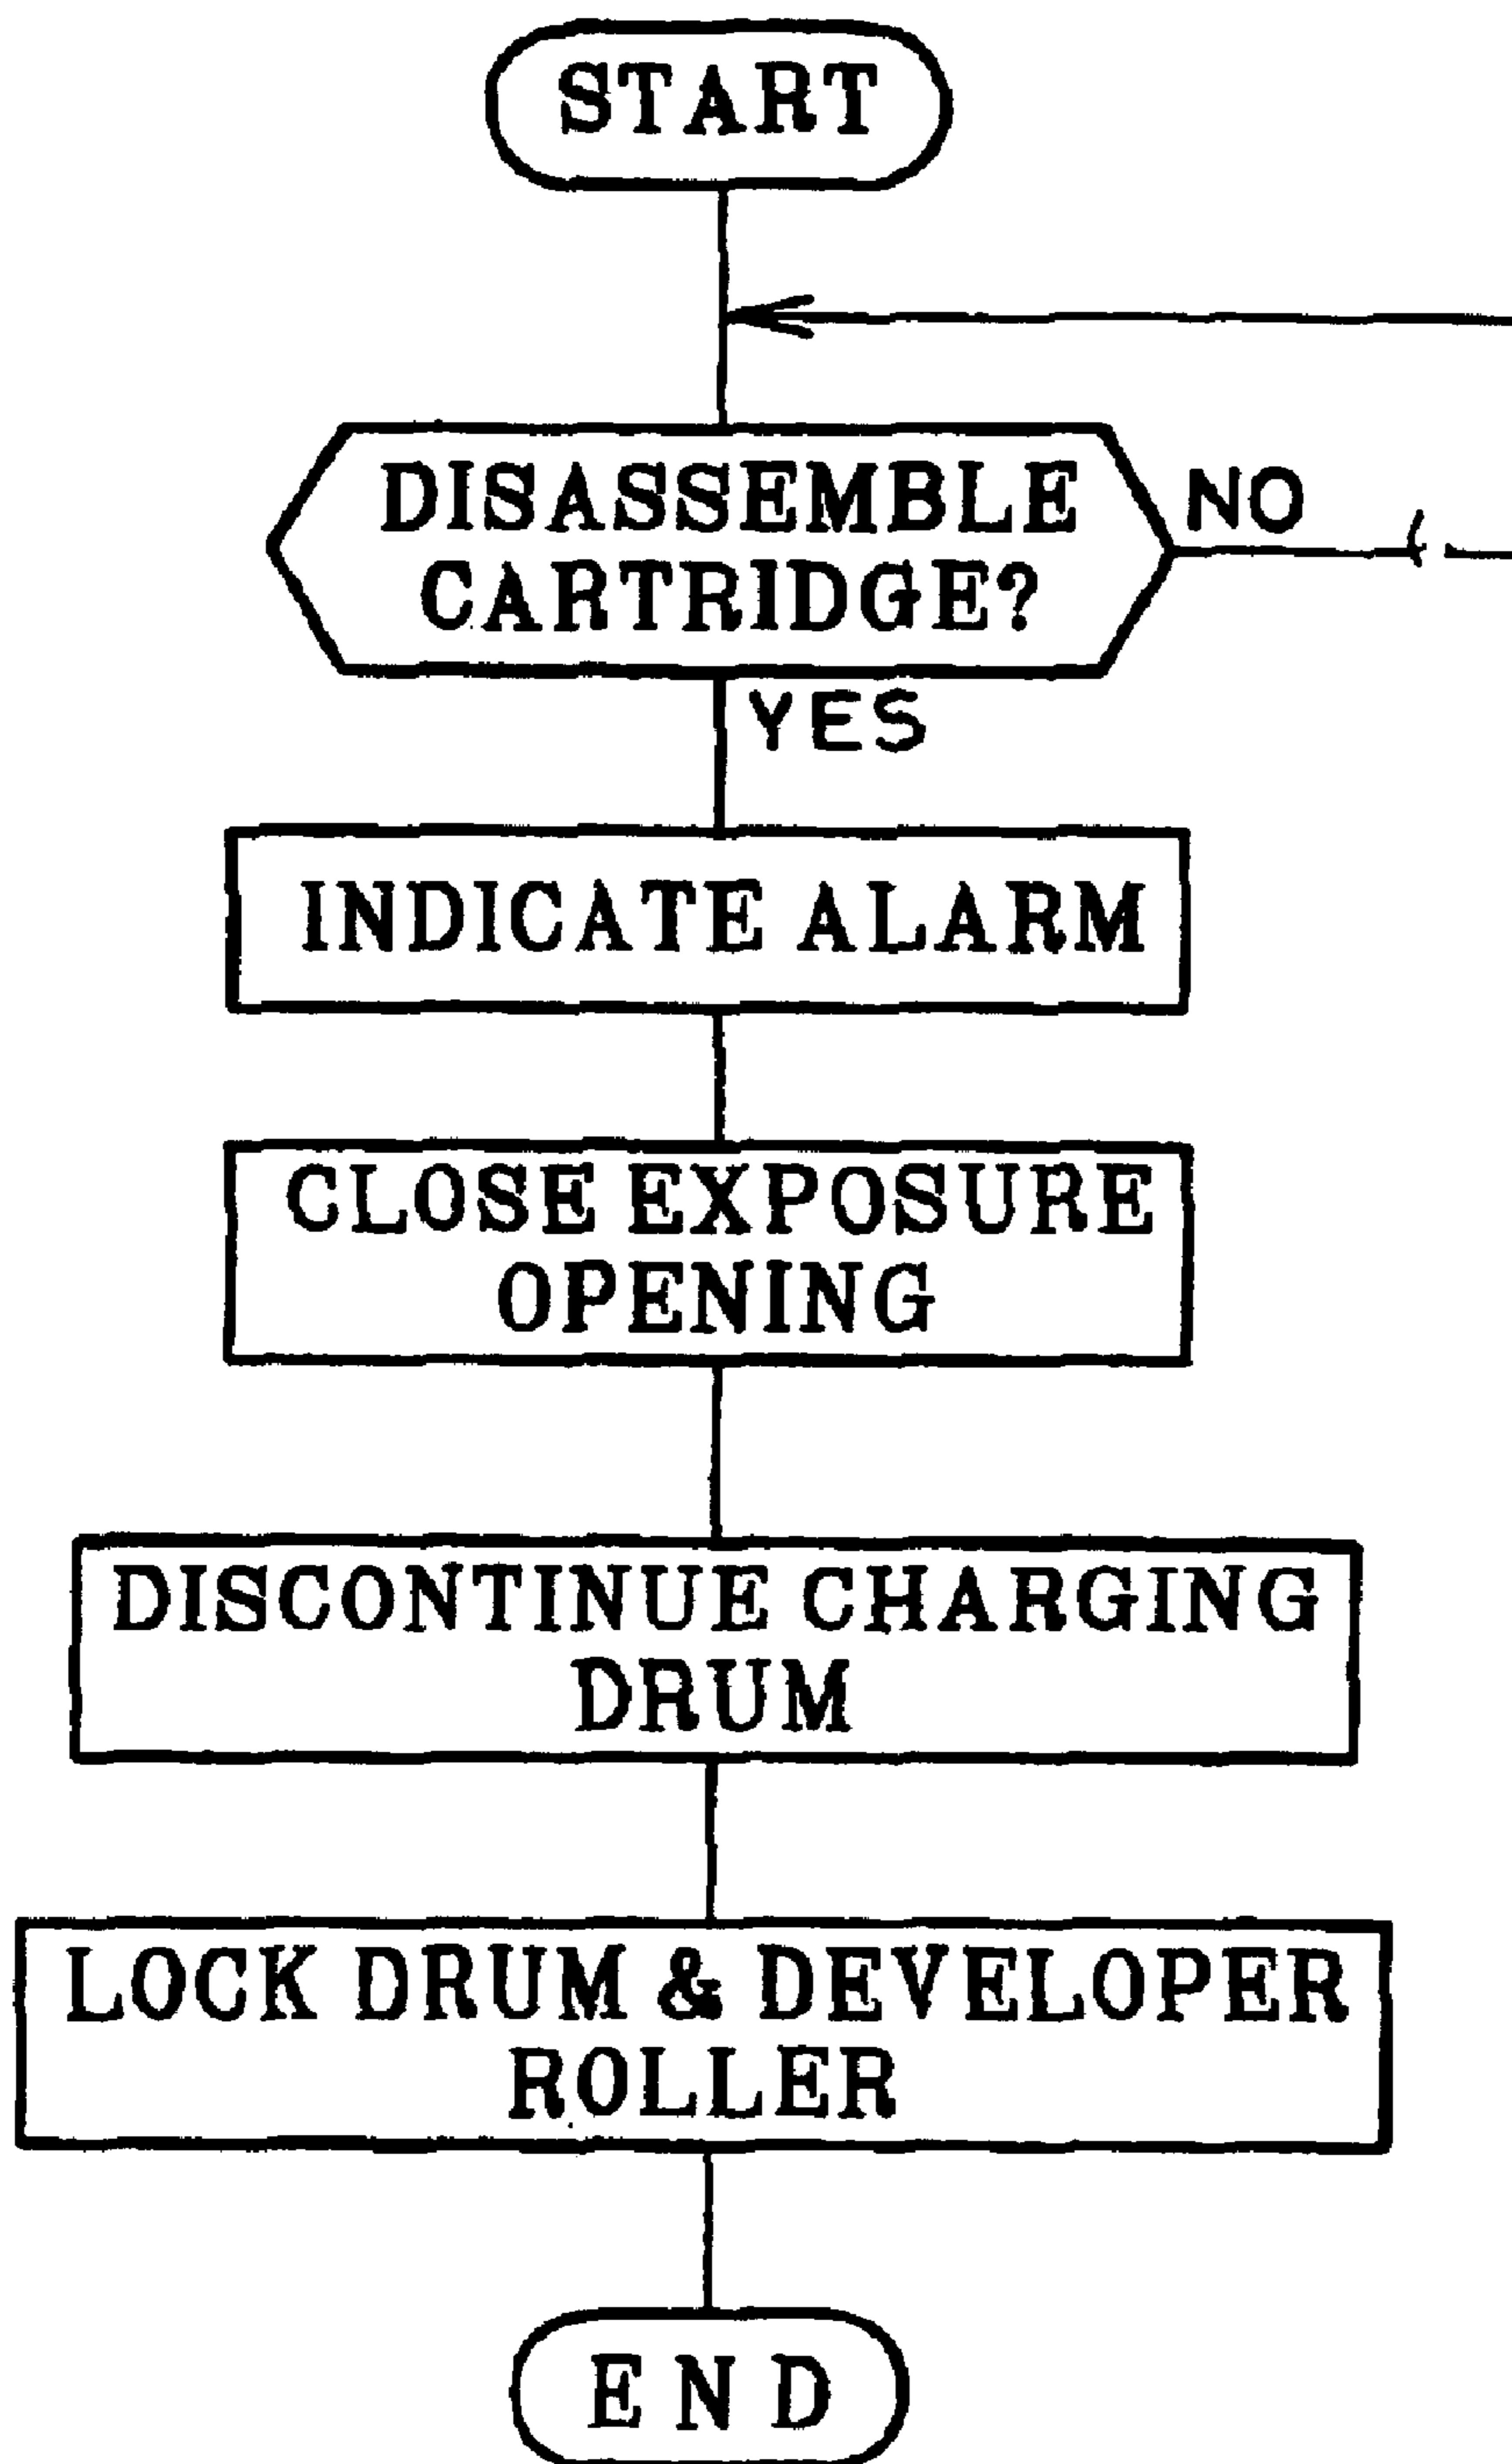 START
DISASSEMBLE
CARTRIDGE?
NO
YES
INDICATE ALARM
CLOSE EXPOSURE
OPENING
DISCONTINUE CHARGING
DRUM
LOCK DRUM & DEVELOPER
ROLLER
END